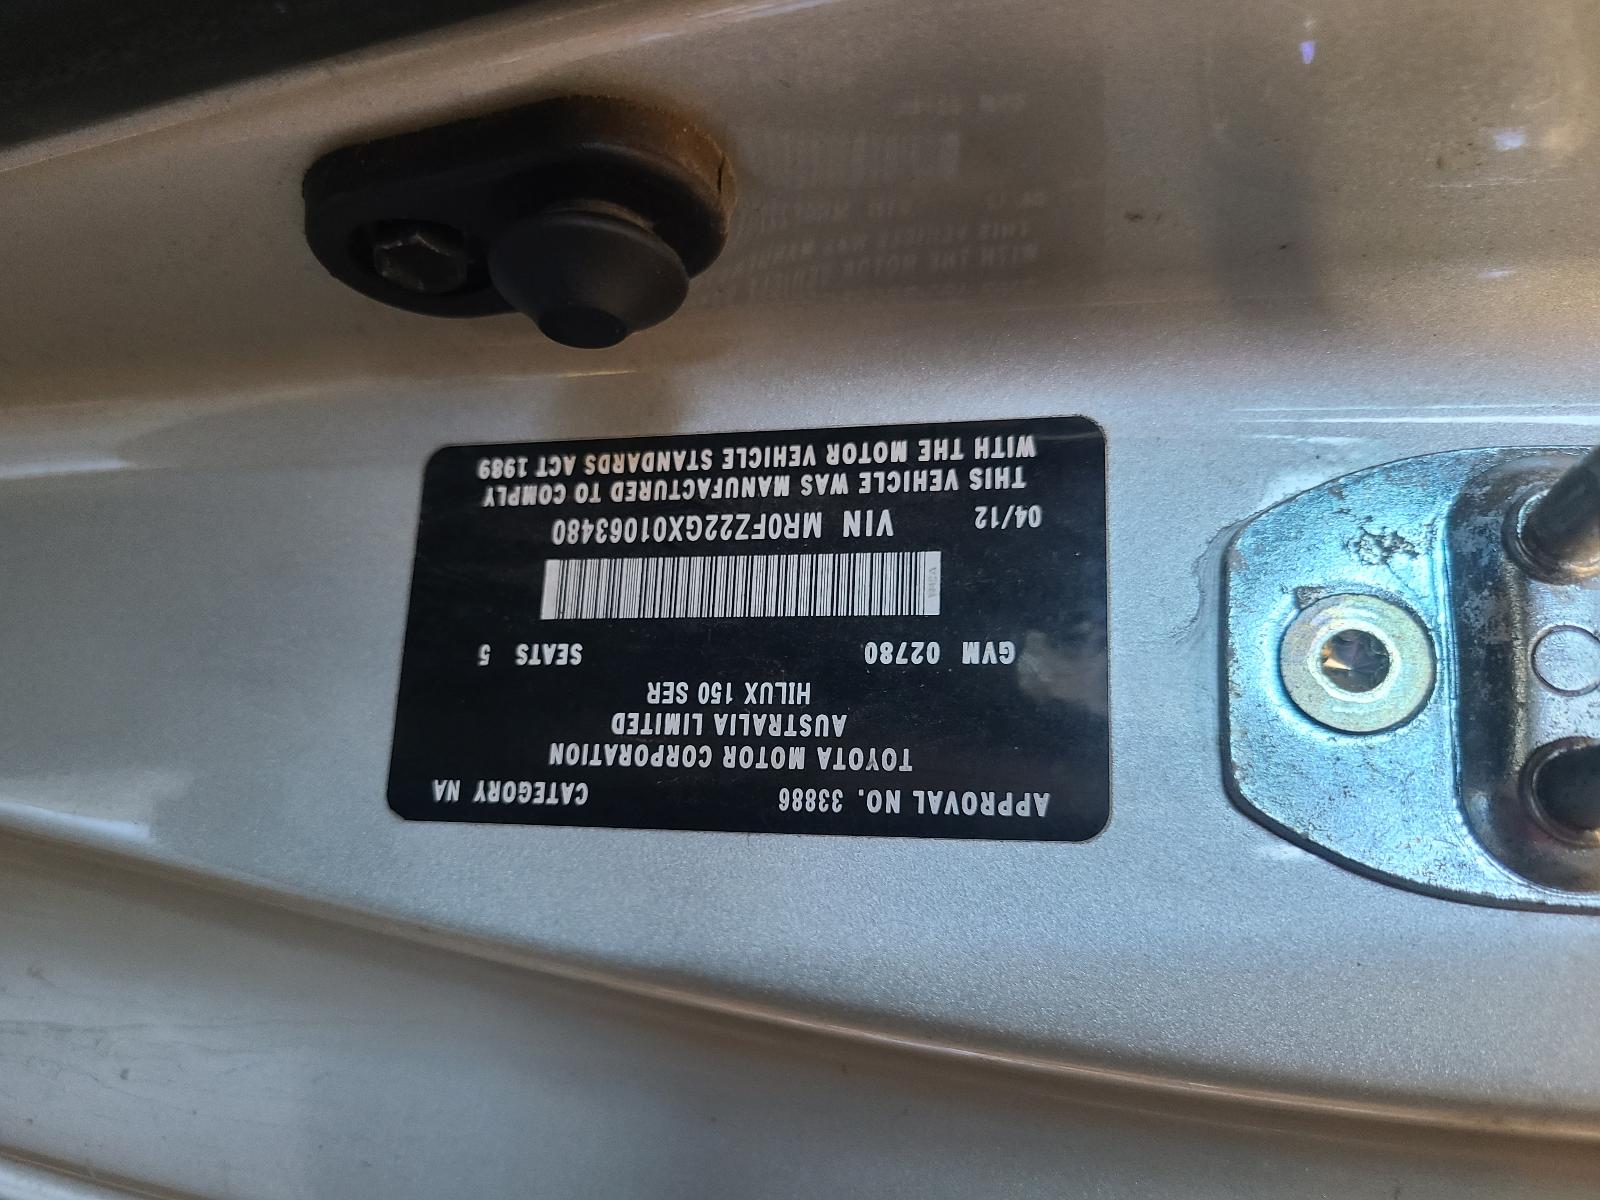 APPROVAL NO. 33886 CATEGORY NA
TOYOTA MOTOR CORPORATION
AUSTRALIA LIMITED
HILUX 150 SER
GVM 02780 SEATS 5
04/12 VIN MR0FZ22GX01063480
THIS VEHICLE WAS MANUFACTURED TO COMPLY
WITH THE MOTOR VEHICLE STANDARDS ACT 1989